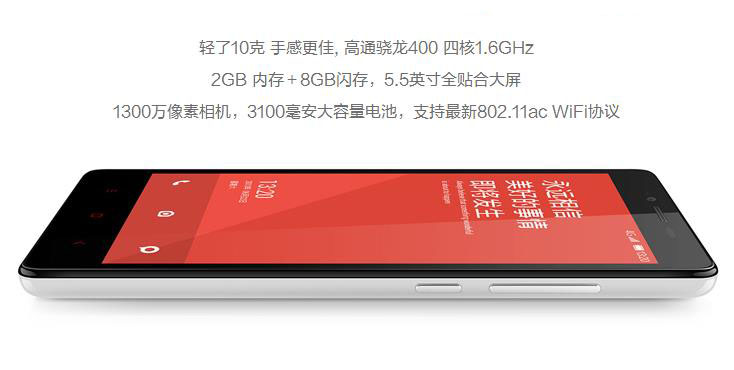 轻了10克 手感更佳, 高通骁龙400 四核1.6GHz
2GB 内存+8GB闪存，5.5英寸全贴合大屏
1300万像素相机，3100毫安大容量电池，支持最新802.11ac WiFi协议
永远相信
美好的事情
即将发生
13:20
4G
13:20